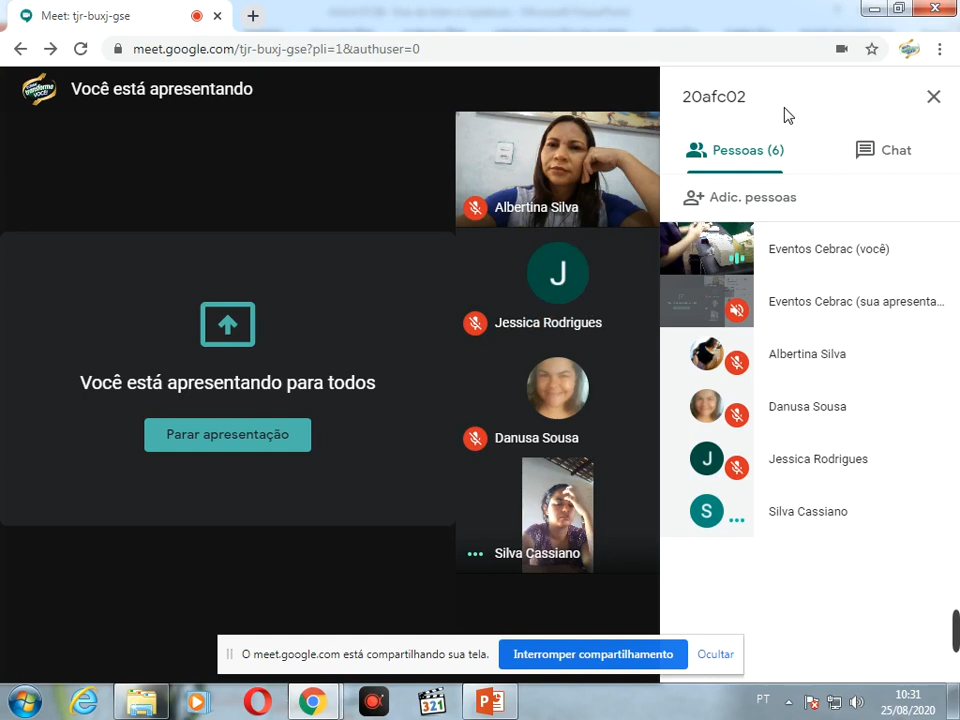 Meet: tjr-buxj-gse
meet.google.com/tjr-buxj-gse?pli=1&authuser=0
Você está apresentando
20afc02
Pessoas (6)
Chat
Adic. pessoas
Albertina Silva
Eventos Cebrac (você)
J
Jessica Rodrigues
Eventos Cebrac (sua apresenta...
Você está apresentando para todos
Parar apresentação
Albertina Silva
Danusa Sousa
Danusa Sousa
J
Jessica Rodrigues
S
Silva Cassiano
Silva Cassiano
O meet.google.com está compartilhando sua tela.
Interromper compartilhamento
Ocultar
321
PT
10:31
25/08/2020